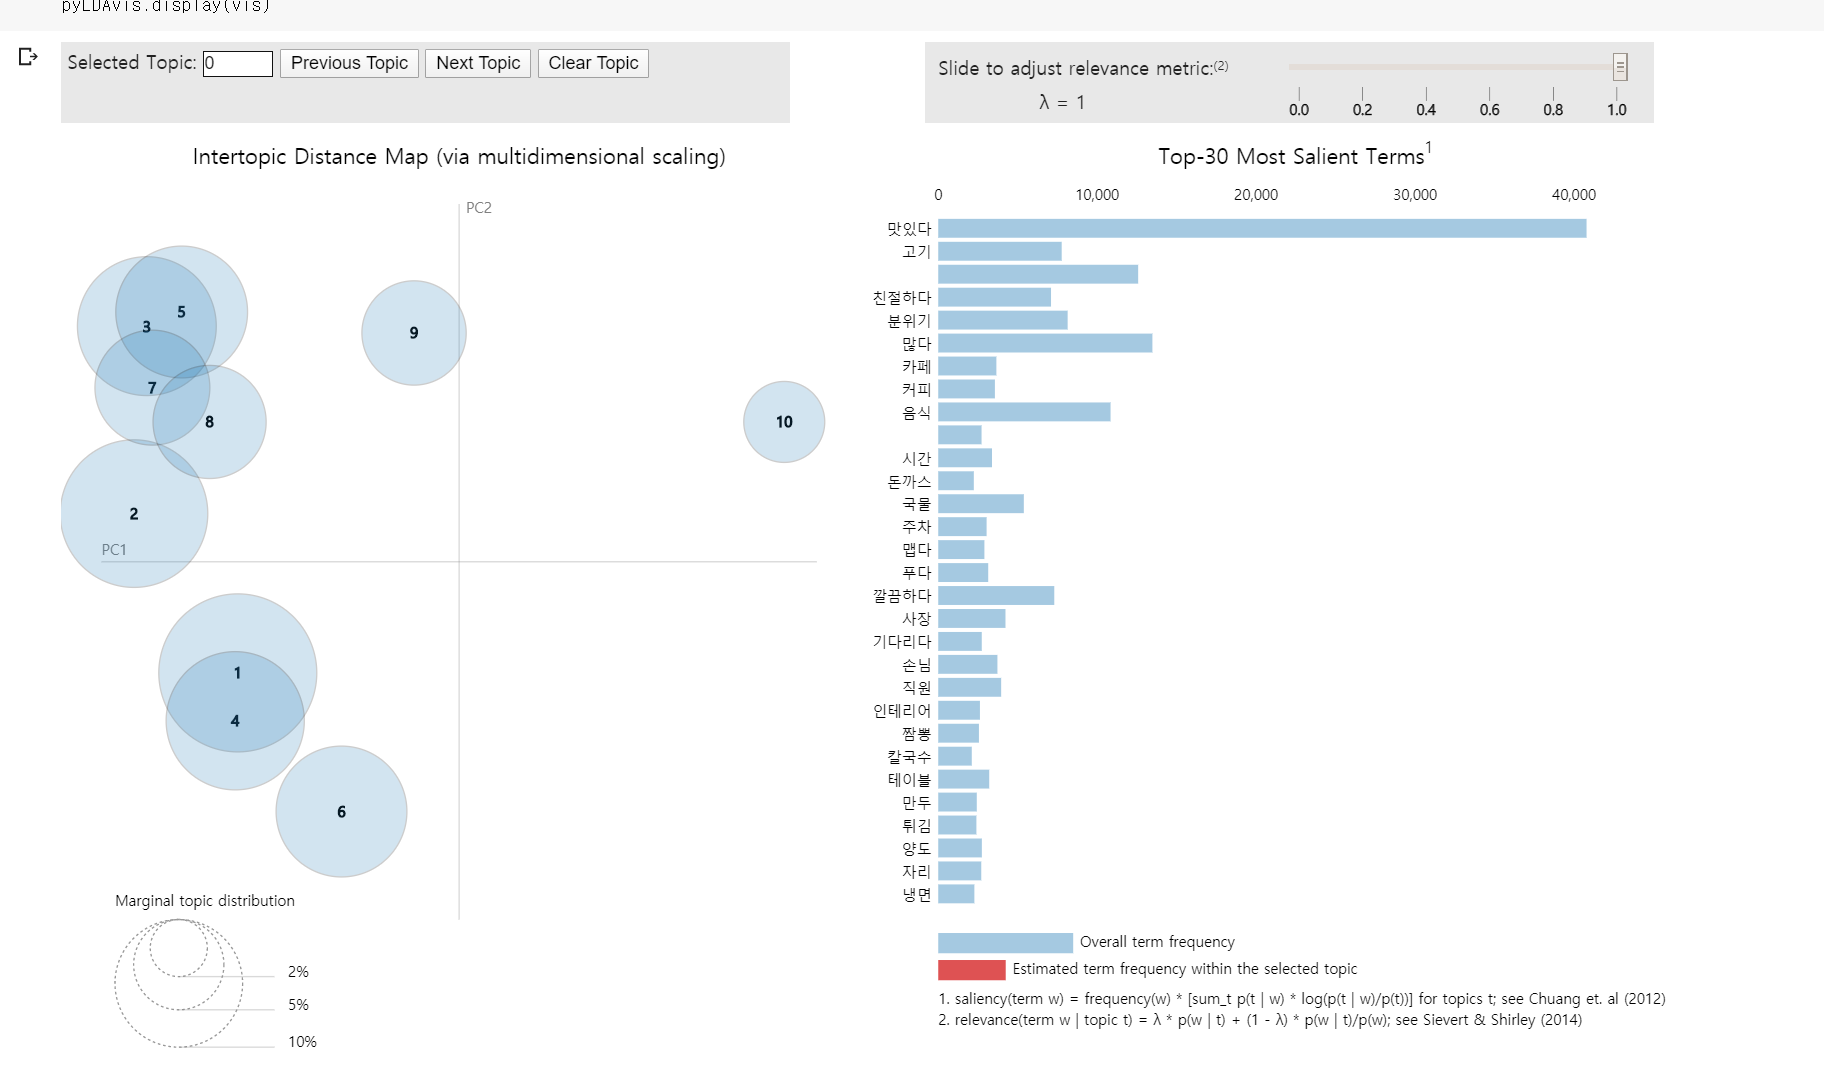 pyLDAvis.display(vis)
Selected Topic: 0 Previous Topic Next Topic Clear Topic
Slide to adjust relevance metric:(2)
λ = 1
0.0 0.2 0.4 0.6 0.8 1.0
Intertopic Distance Map (via multidimensional scaling)
PC2
PC1
5
3
7
8
9
10
2
1
4
6
Marginal topic distribution
2%
5%
10%
Top-30 Most Salient Terms1
0 10,000 20,000 30,000 40,000
맛있다
고기
친절하다
분위기
많다
카페
커피
음식
시간
돈까스
국물
주차
맵다
푸다
깔끔하다
사장
기다리다
손님
직원
인테리어
짬뽕
칼국수
테이블
만두
튀김
양도
자리
냉면
Overall term frequency
Estimated term frequency within the selected topic
1. saliency(term w) = frequency(w) * [sum_t p(t | w) * log(p(t | w)/p(t))] for topics t; see Chuang et. al (2012)
2. relevance(term w | topic t) = λ * p(w | t) + (1 - λ) * p(w | t)/p(w); see Sievert & Shirley (2014)